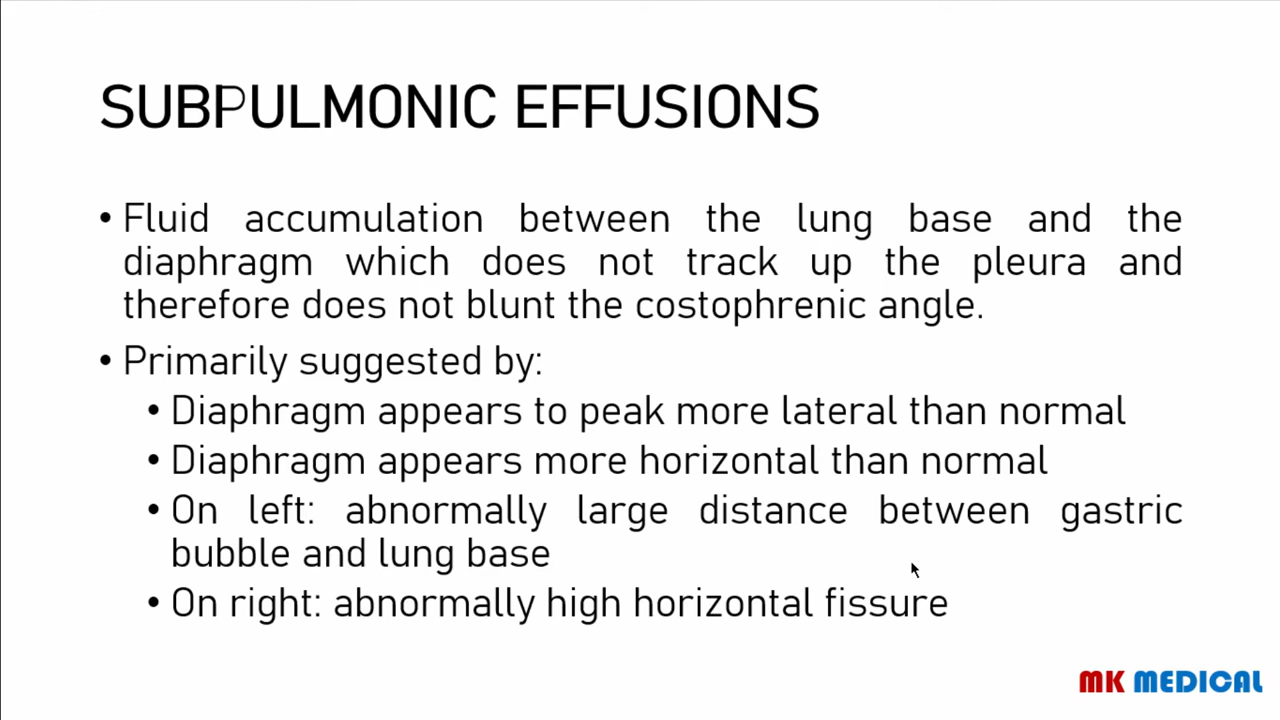 SUBPULMONIC EFFUSIONS
• Fluid accumulation between the lung base and the
diaphragm which does not track up the pleura and
therefore does not blunt the costophrenic angle.
• Primarily suggested by:
• Diaphragm appears to peak more lateral than normal
• Diaphragm appears more horizontal than normal
• On left: abnormally large distance between gastric
bubble and lung base
• On right: abnormally high horizontal fissure
MK MEDICAL